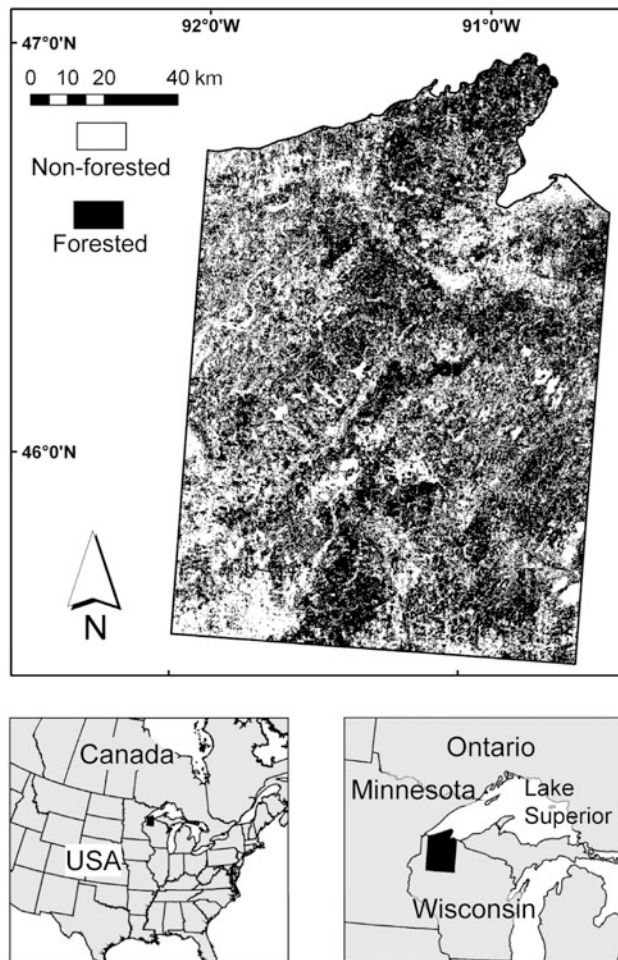 92°0'W 91°0'W
47°0'N
0 10 20 40 km
Non-forested
Forested
46°0'N
N
Canada
USA
Ontario
Minnesota
Lake
Superior
Wisconsin